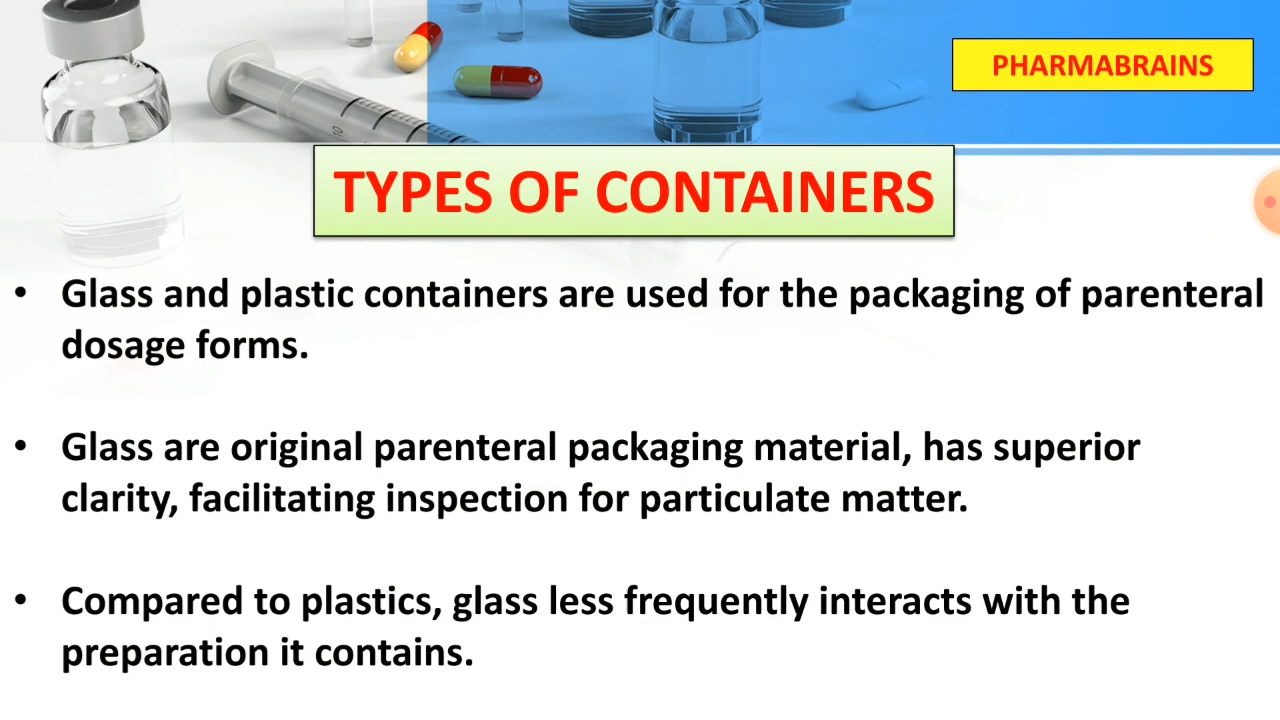 PHARMABRAINS
TYPES OF CONTAINERS
• Glass and plastic containers are used for the packaging of parenteral
dosage forms.
• Glass are original parenteral packaging material, has superior
clarity, facilitating inspection for particulate matter.
• Compared to plastics, glass less frequently interacts with the
preparation it contains.